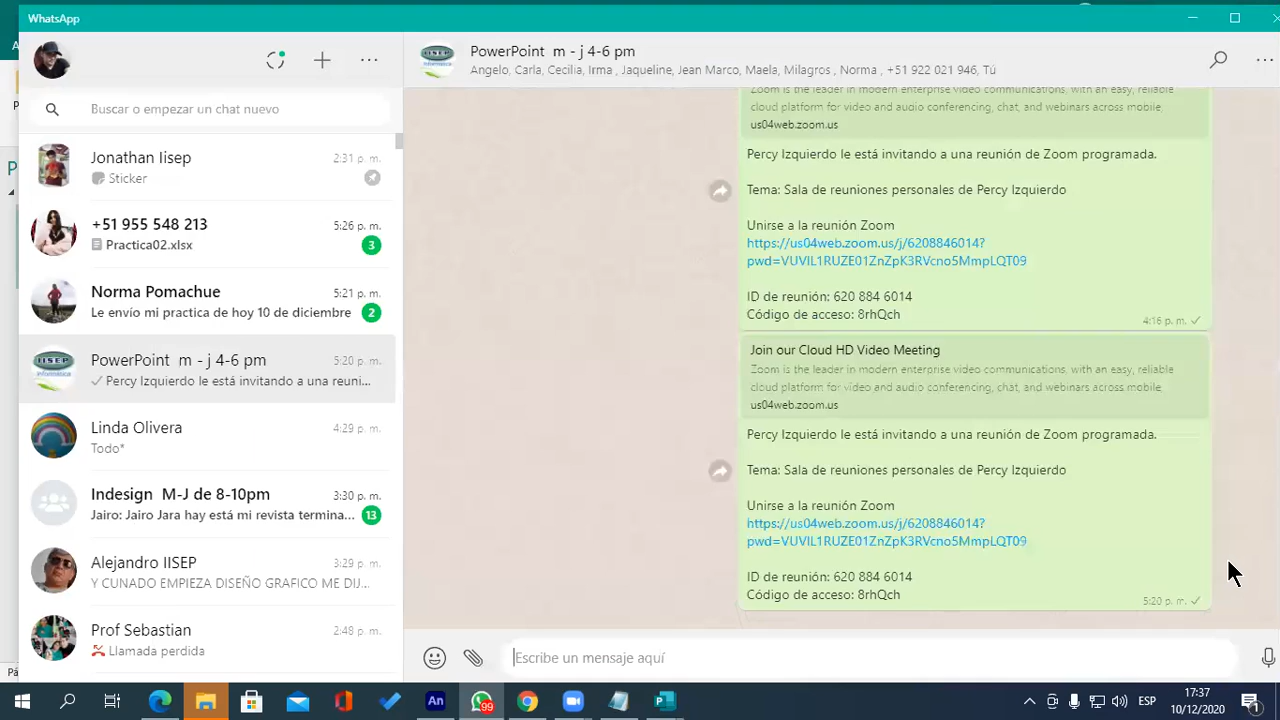 WhatsApp
Buscar o empezar un chat nuevo
Jonathan Iisep
2:31 p. m.
Sticker
+51 955 548 213
5:26 p. m.
Practica02.xlsx
3
Norma Pomachue
5:21 p. m.
Le envío mi practica de hoy 10 de diciembre
2
IISEP
PowerPoint m - j 4-6 pm
5:20 p. m.
Percy Izquierdo le está invitando a una reuni...
Linda Olivera
4:29 p. m.
Todo*
Indesign M-J de 8-10pm
3:30 p. m.
Jairo: Jairo Jara hay está mi revista termina...
13
Alejandro IISEP
3:29 p. m.
Y CUNADO EMPIEZA DISEÑO GRAFICO ME DIJ...
Prof Sebastian
2:48 p. m.
Llamada perdida
IISEP
PowerPoint m - j 4-6 pm
Angelo, Carla, Cecilia, Irma , Jaqueline, Jean Marco, Maela, Milagros , Norma , +51 922 021 946, Tú
Zoom is the leader in modern enterprise video communications, with an easy, reliable
cloud platform for video and audio conferencing, chat, and webinars across mobile,
us04web.zoom.us
Percy Izquierdo le está invitando a una reunión de Zoom programada.
Tema: Sala de reuniones personales de Percy Izquierdo
Unirse a la reunión Zoom
https://us04web.zoom.us/j/6208846014?
pwd=VUVIL1RUZE01ZnZpK3RVcno5MmpLQT09
ID de reunión: 620 884 6014
Código de acceso: 8rhQch
4:16 p. m.
Join our Cloud HD Video Meeting
Zoom is the leader in modern enterprise video communications, with an easy, reliable
cloud platform for video and audio conferencing, chat, and webinars across mobile,
us04web.zoom.us
Percy Izquierdo le está invitando a una reunión de Zoom programada.
Tema: Sala de reuniones personales de Percy Izquierdo
Unirse a la reunión Zoom
https://us04web.zoom.us/j/6208846014?
pwd=VUVIL1RUZE01ZnZpK3RVcno5MmpLQT09
ID de reunión: 620 884 6014
Código de acceso: 8rhQch
5:20 p. m.
Escribe un mensaje aquí
An
99
ESP
17:37
10/12/2020
1